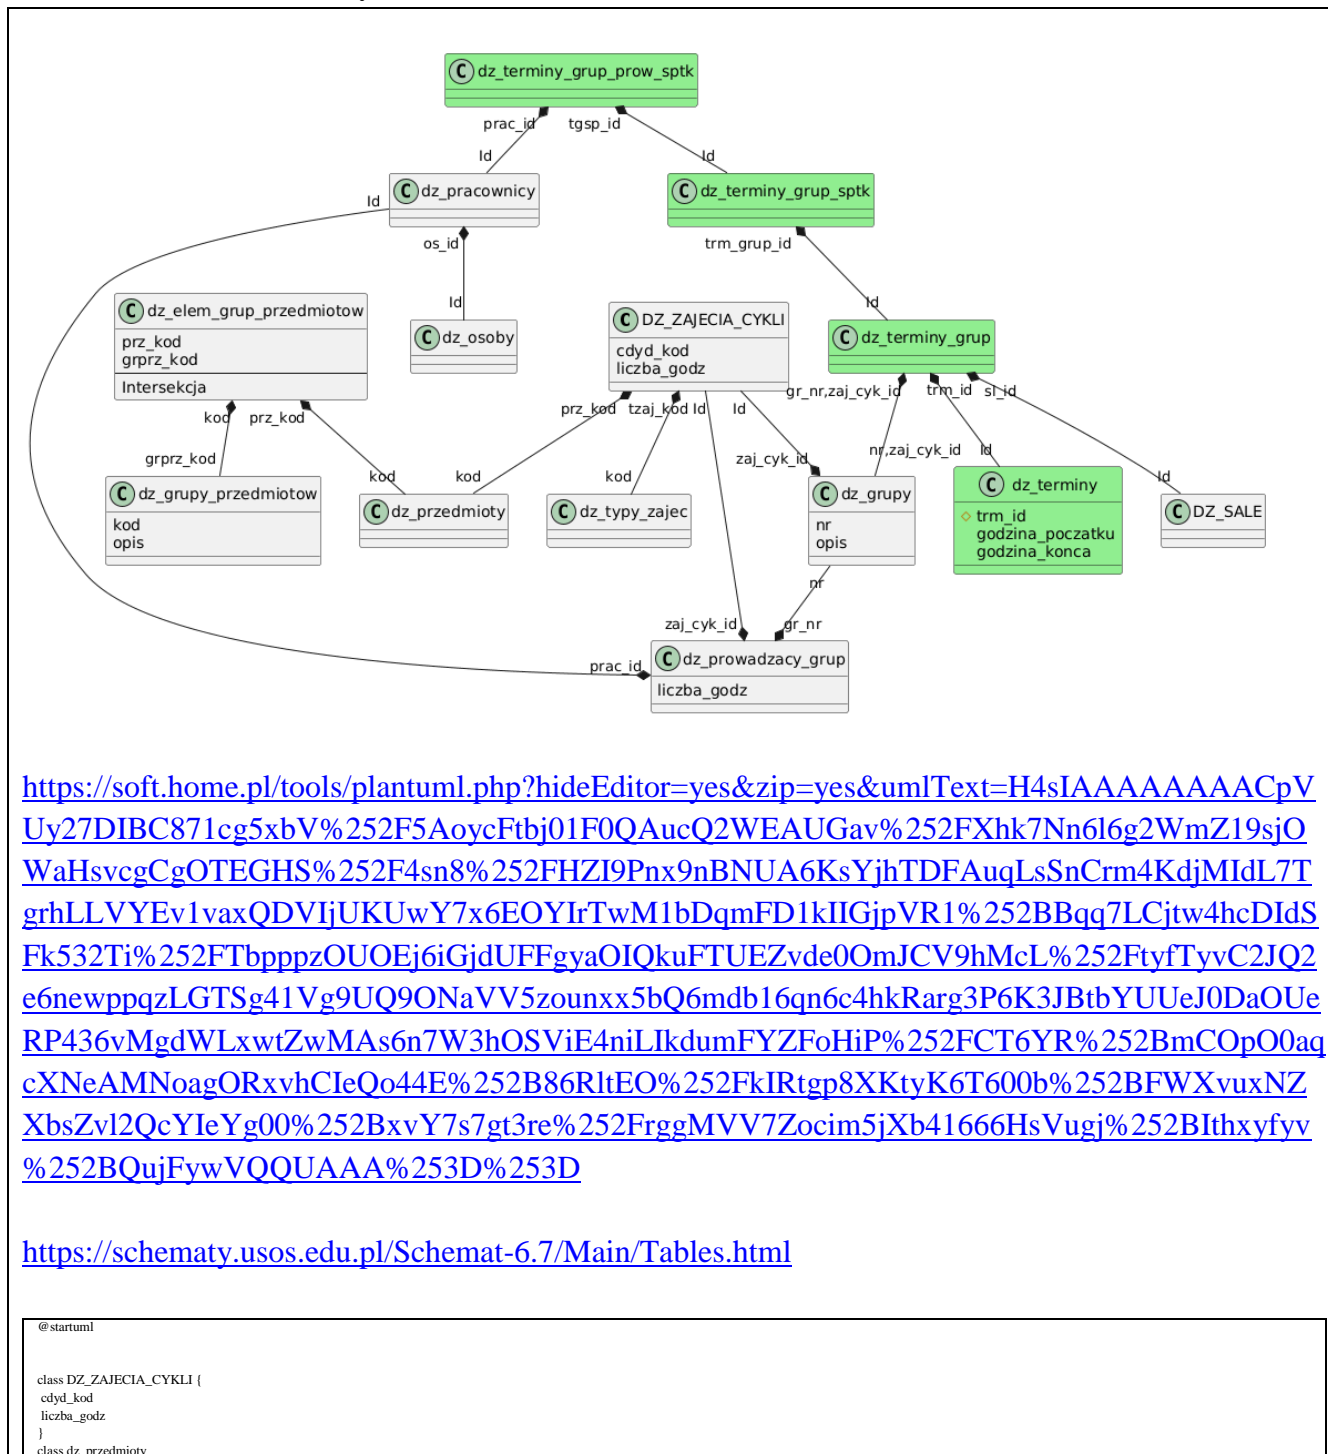 C dz_terminy_grup_prow_sptk
prac_id
tgsp_id
Id
Id
C dz_pracownicy
C dz_terminy_grup_sptk
Id
os_id
trm_grup_id
Id
Id
C dz_elem_grup_przedmiotow
prz_kod
grprz_kod
Intersekcja
C dz_osoby
C DZ_ZAJECIA_CYKLI
cdyd_kod
liczba_godz
C dz_terminy_grup
kod
prz_kod
prz_kod
tzaj_kod
Id
Id
gr_nr,zaj_cyk_id
trm_id
sl_id
grprz_kod
kod
kod
kod
zaj_cyk_id
nr,zaj_cyk_id
Id
Id
C dz_grupy_przedmiotow
kod
opis
C dz_przedmioty
C dz_typy_zajec
C dz_grupy
nr
opis
C dz_terminy
trm_id
godzina_poczatku
godzina_konca
C DZ_SALE
nr
zaj_cyk_id
gr_nr
prac_id
C dz_prowadzacy_grup
liczba_godz
https://soft.home.pl/tools/plantuml.php?hideEditor=yes&zip=yes&umlText=H4sIAAAAAAAACpV
Uy27DIBC871cg5xbV%252F5AoycFtbj01F0QAucQ2WEAUGav%252FXhk7Nn6l6g2WmZ19sjO
WaHsvcgCgOTEGHS%252F4sn8%252FHZI9Pnx9nBNUA6KsYjhTDFAuqLsSnCrm4KdjMIdL7T
grhLLVYEv1vaxQDVIjUKUwY7x6EOYIrTwM1bDqmFD1kIIGjpVR1%252BBqq7LCjtw4hcDIdS
Fk532Ti%252FTbpppzOUOEj6iGjdUFFgyaOIQkuFTUEZvde0OmJCV9hMcL%252FtyfTyvC2JQ2
e6newppqzLGTSg41Vg9UQ9ONaVV5zounxx5bQ6mdb16qn6c4hkRarg3P6K3JBtbYUUeJ0DaOUe
RP436vMgdWLxwtZwMAs6n7W3hOSViE4niLIkdumFYZFoHiP%252FCT6YR%252BmCOpO0aq
cXNeAMNoagORxvhCIeQo44E%252B86RltEO%252FkIRtgp8XKtyK6T600b%252BFWXvuxNZ
XbsZvl2QcYIeYg00%252BxvY7s7gt3re%252FrggMVV7Zocim5jXb41666HsVugj%252BIthxyfyv
%252BQujFywVQQUAAA%253D%253D
https://schematy.usos.edu.pl/Schemat-6.7/Main/Tables.html
@startuml
class DZ_ZAJECIA_CYKLI {
cdyd_kod
liczba_godz
}
class dz_przedmioty